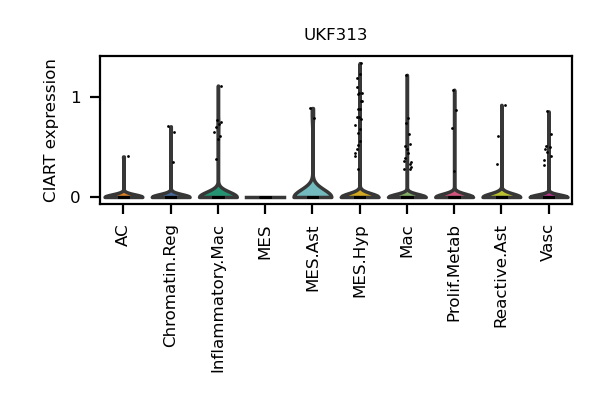 UKF313
CIART expression
1
0
AC
Chromatin.Reg
Inflammatory.Mac
MES
MES.Ast
MES.Hyp
Mac
Prolif.Metab
Reactive.Ast
Vasc